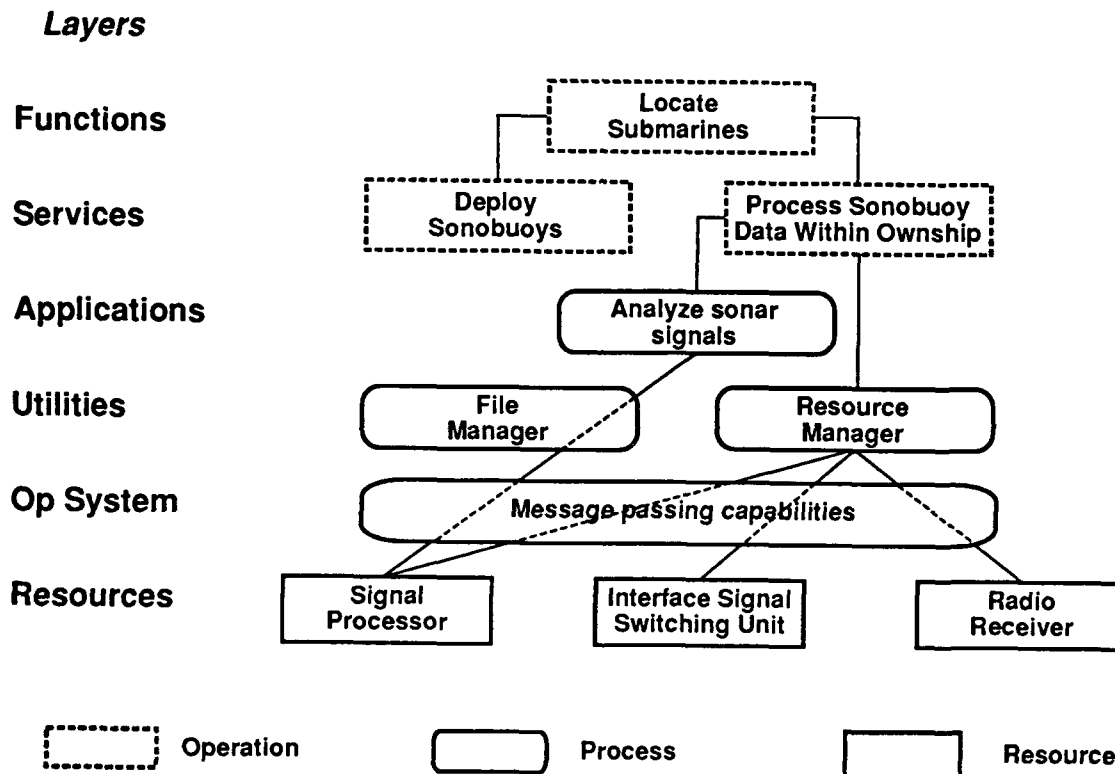 Layers
Functions
Locate
Submarines
Services
Deploy
Sonobuoys
Process Sonobuoy
Data Within Ownship
Applications
Analyze sonar
signals
Utilities
File
Manager
Resource
Manager
Op System
Message passing capabilities
Resources
Signal
Processor
Interface Signal
Switching Unit
Radio
Receiver
Operation
Process
Resource